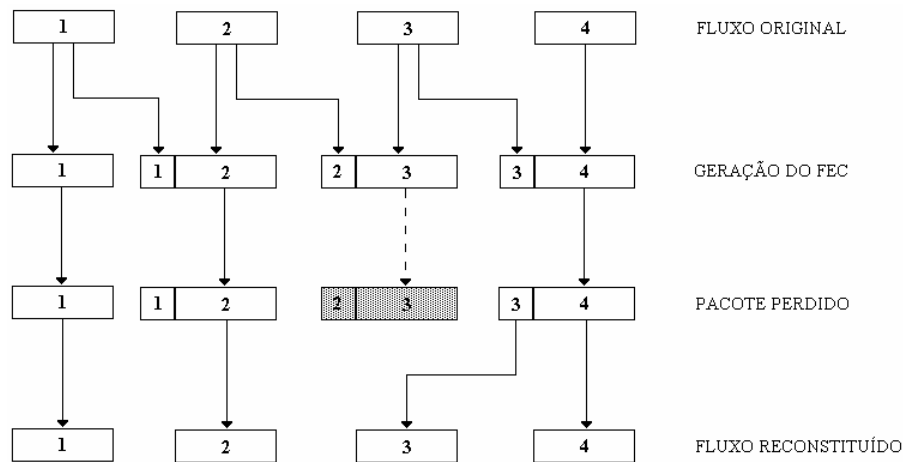 1 2 3 4 FLUXO ORIGINAL
1 1 2 2 3 3 4 GERAÇÃO DO FEC
1 1 2 2 3 3 4 PACOTE PERDIDO
1 2 3 4 FLUXO RECONSTITUÍDO